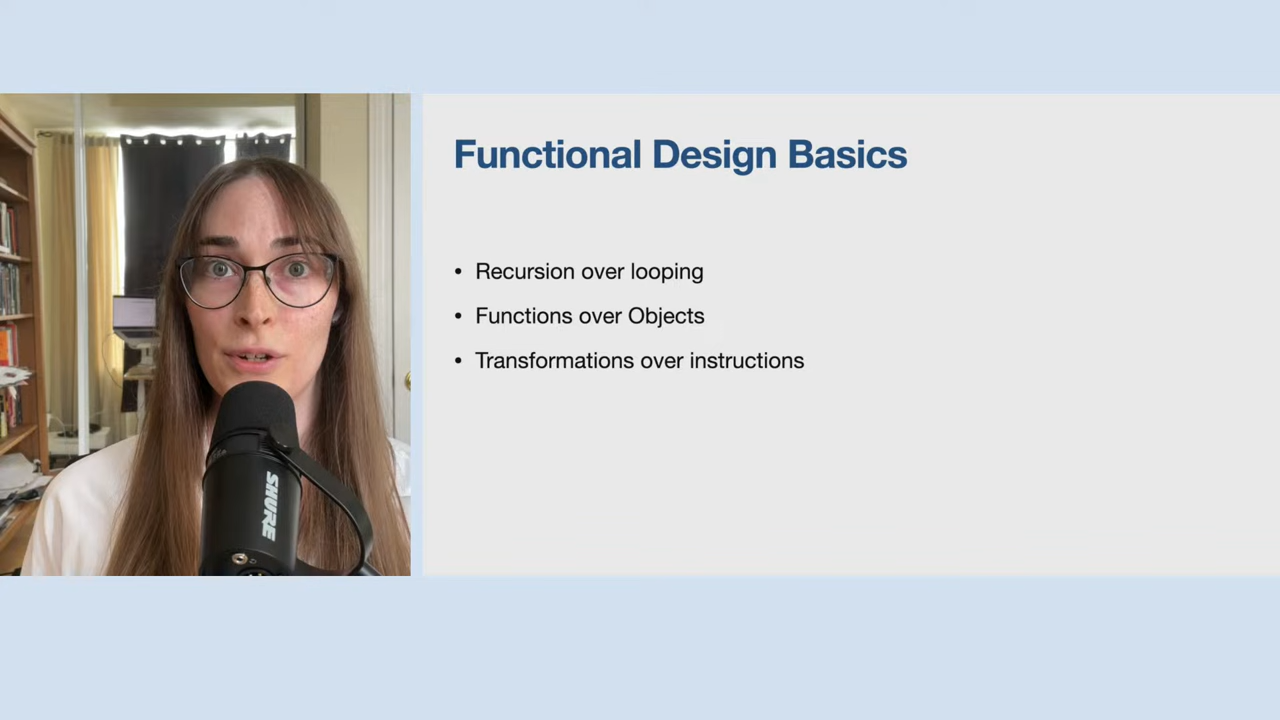 Functional Design Basics
• Recursion over looping
• Functions over Objects
• Transformations over instructions
SHURE